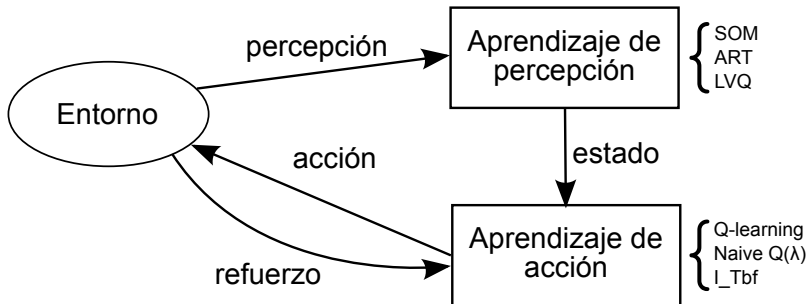 percepción
Aprendizaje de
percepción
SOM
ART
LVQ
Entorno
acción
estado
refuerzo
Aprendizaje de
acción
Q-learning
Naive Q(λ)
I_Tbf